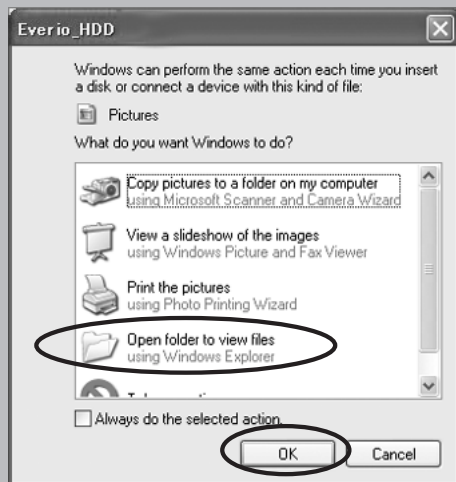 Everio_HDD
Windows can perform the same action each time you insert
a disk or connect a device with this kind of file:
Pictures
What do you want Windows to do?
Copy pictures to a folder on my computer
using Microsoft Scanner and Camera Wizard
View a slideshow of the images
using Windows Picture and Fax Viewer
Print the pictures
using Photo Printing Wizard
Open folder to view files
using Windows Explorer
Always do the selected action.
OK
Cancel